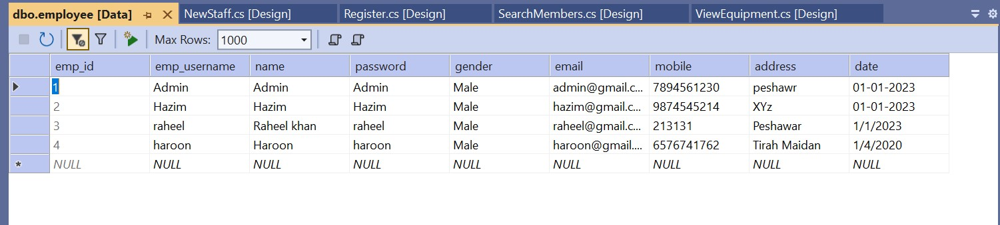 dbo.employee [Data] NewStaff.cs [Design] Register.cs [Design] SearchMembers.cs [Design] ViewEquipment.cs [Design]
Max Rows: 1000
emp_id emp_username name password gender email mobile address date
1 Admin Admin Admin Male admin@gmail.c... 7894561230 peshawr 01-01-2023
2 Hazim Hazim Hazim Male hazim@gmail.c... 9874545214 XYz 01-01-2023
3 raheel Raheel khan raheel Male raheel@gmail.c... 213131 Peshawar 1/1/2023
4 haroon Haroon haroon Male haroon@gmail.... 6576741762 Tirah Maidan 1/4/2020
NULL NULL NULL NULL NULL NULL NULL NULL NULL